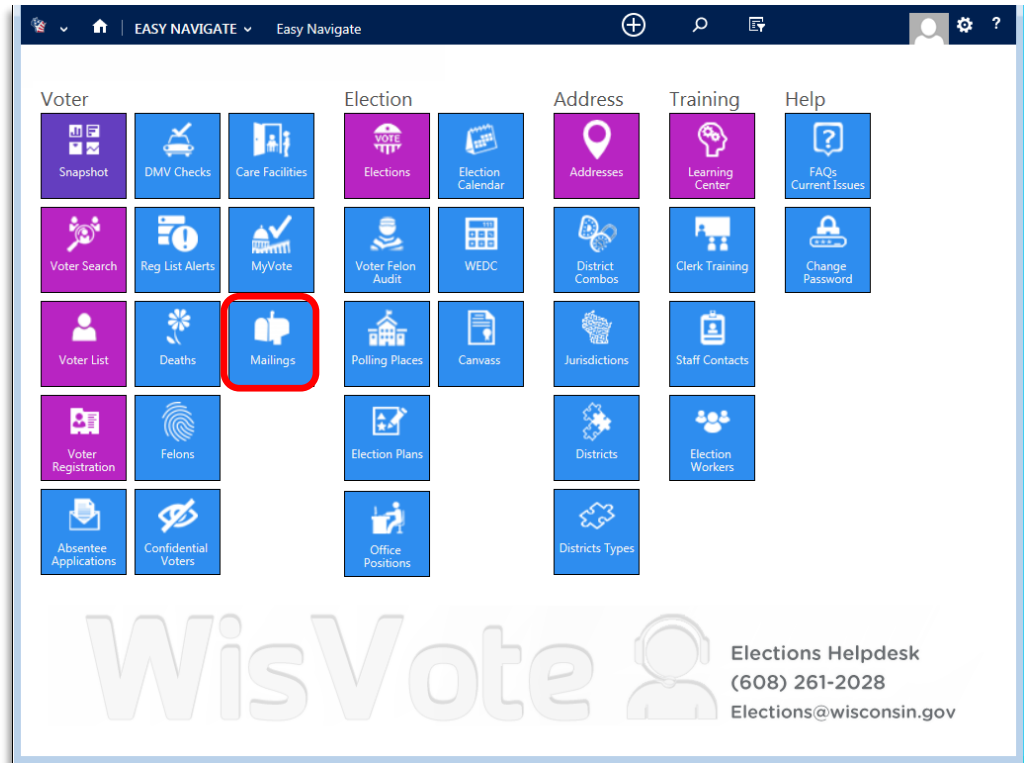 EASY NAVIGATE
Easy Navigate
?
Voter
Election
Address
Training
Help
Snapshot
DMV Checks
Care Facilities
VOTE
Elections
Election
Calendar
Addresses
Learning
Center
?
FAQs
Current Issues
Voter Search
Reg List Alerts
MyVote
Voter Felon
Audit
WEDC
District
Combos
Clerk Training
Change
Password
Voter List
Deaths
Mailings
Polling Places
Canvass
Jurisdictions
Staff Contacts
Voter
Registration
Felons
Election Plans
Districts
Election
Workers
Absentee
Applications
Confidential
Voters
Office
Positions
Districts Types
WisVote
Elections Helpdesk
(608) 261-2028
Elections@wisconsin.gov